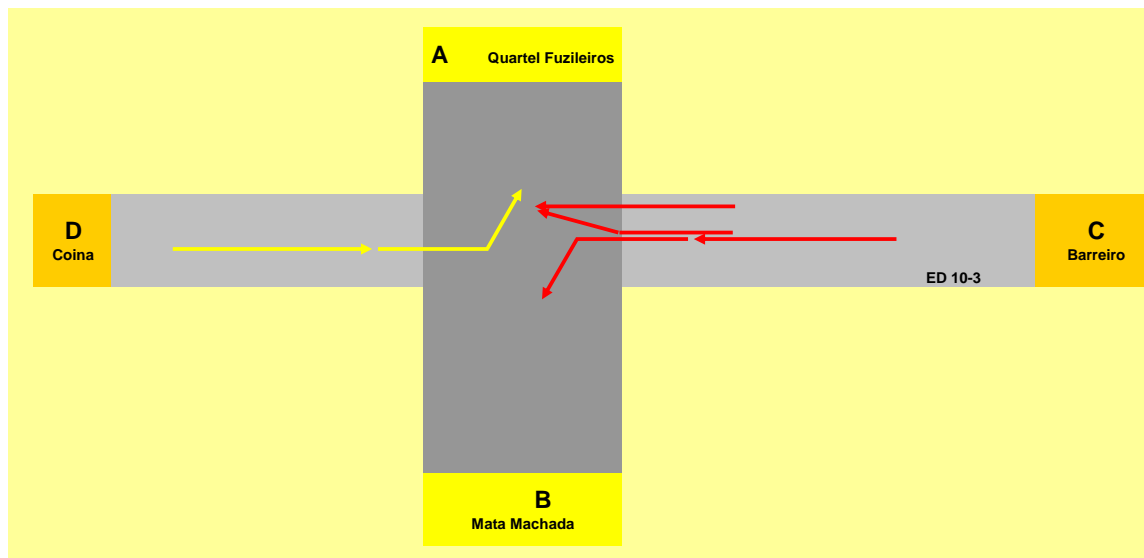 A Quartel Fuzileiros
D
Coina
C
Barreiro
ED 10-3
B
Mata Machada